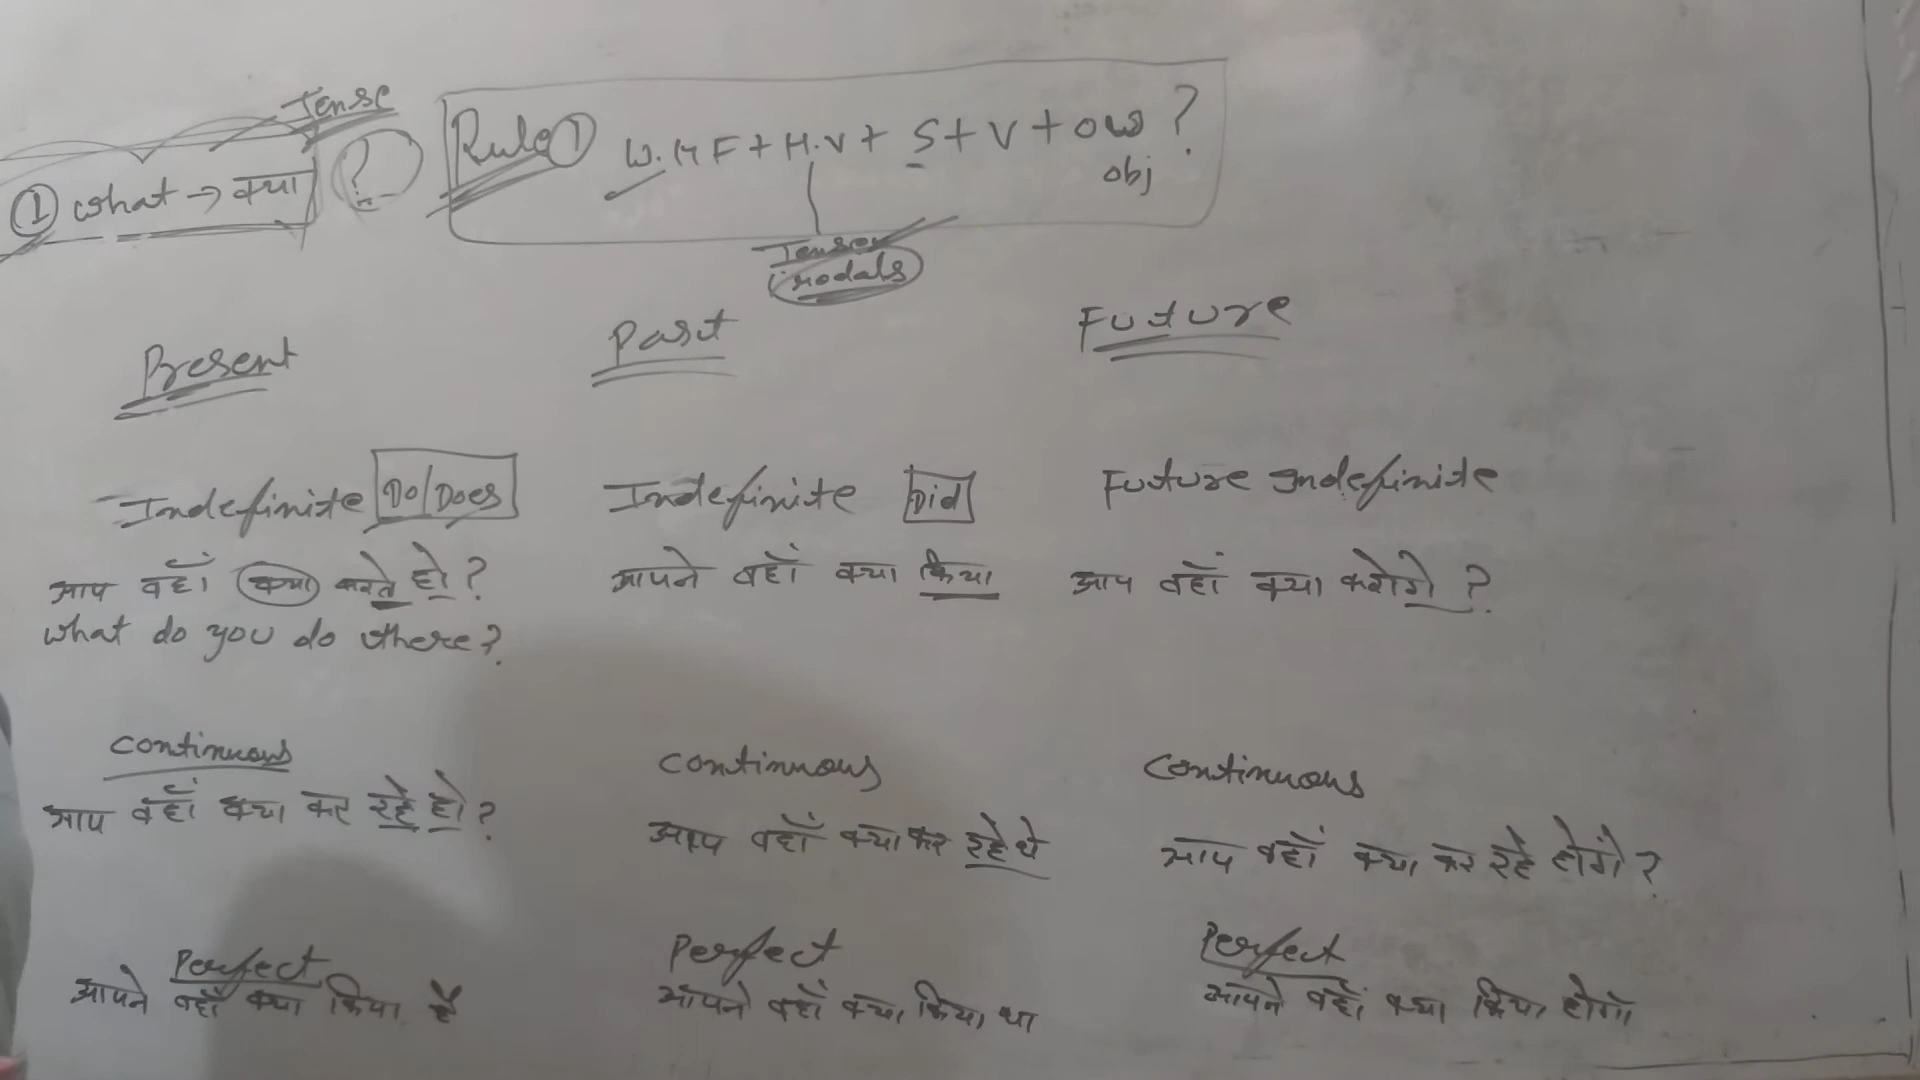 Tense
① what → क्या ?
Rule ① W.H F + H.V + S + V + OW ?
obj
Tense
modals
Present
Past
Future
Indefinite Do/Does
Indefinite Did
Future Indefinite
आप वहाँ क्या करते हो ?
आपने वहाँ क्या किया
आप वहाँ क्या करोगे ?
what do you do there ?
continuous
continuous
continuous
आप वहाँ क्या कर रहे हो ?
आप वहाँ क्या कर रहे थे
आप वहाँ क्या कर रहे होगे ?
Perfect
Perfect
Perfect
आपने वहाँ क्या किया है
आपने वहाँ क्या किया था
आपने वहाँ क्या किया होगा